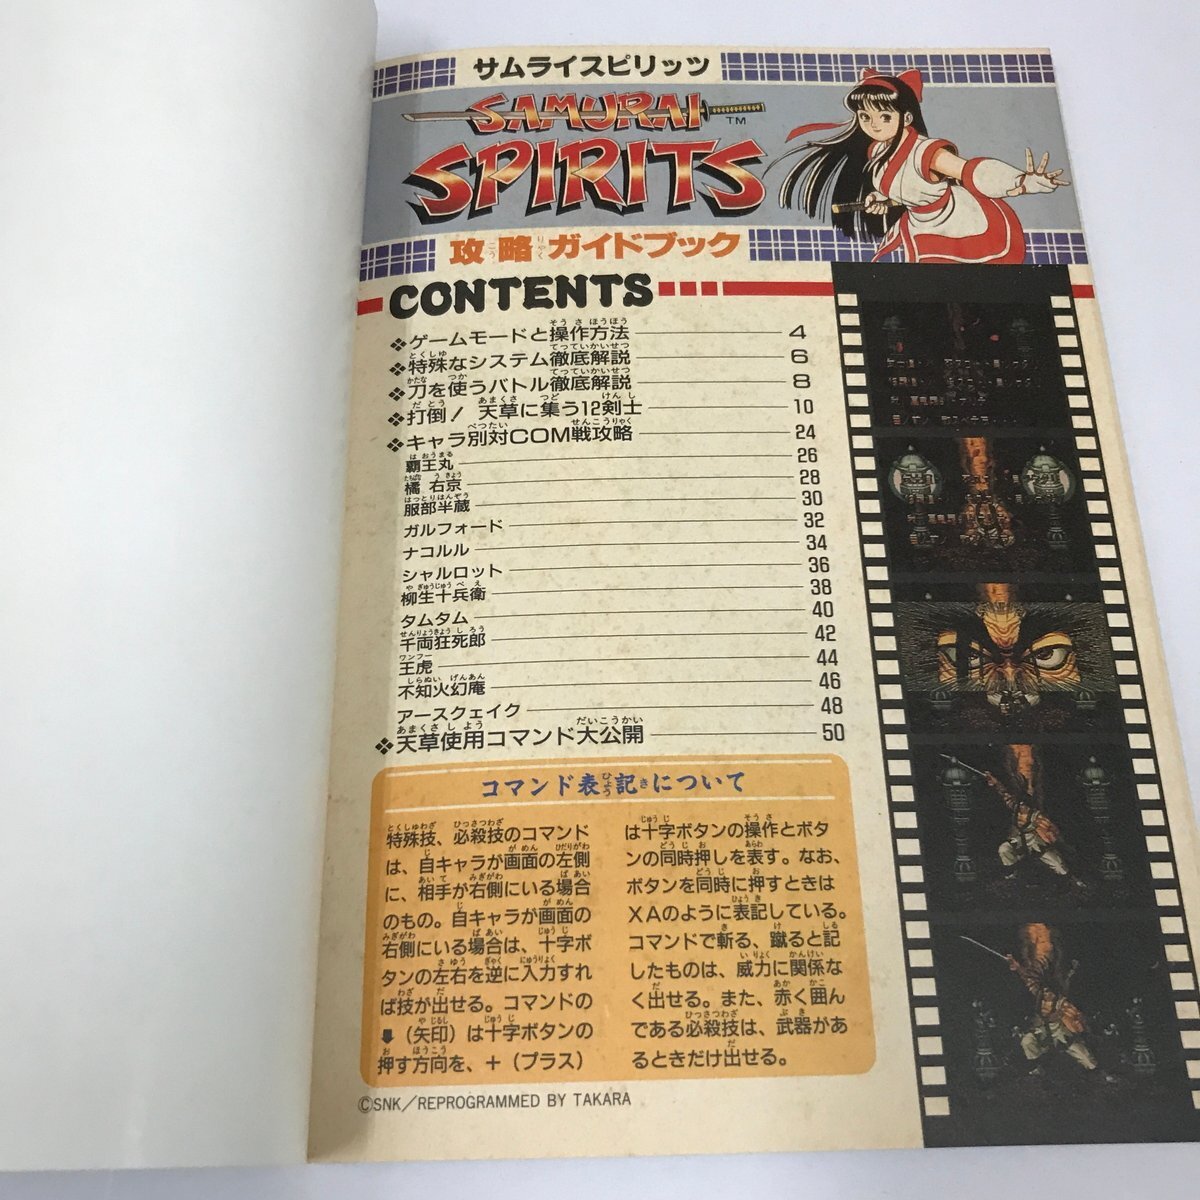 サムライスピリッツ
SAMURAI
TM
SPIRITS
攻略ガイドブック
CONTENTS
❖ゲームモードと操作方法 4
❖特殊なシステム徹底解説 6
❖刀を使うバトル徹底解説 8
❖打倒！ 天草に集う12剣士 10
❖キャラ別対COM戦攻略 24
覇王丸 26
橘 右京 28
服部半蔵 30
ガルフォード 32
ナコルル 34
シャルロット 36
柳生十兵衛 38
タムタム 40
千両狂死郎 42
王虎 44
不知火幻庵 46
アースクェイク 48
❖天草使用コマンド大公開 50
コマンド表記について
特殊技、必殺技のコマンド
は、自キャラが画面の左側
に、相手が右側にいる場合
のもの。自キャラが画面の
右側にいる場合は、十字ボ
タンの左右を逆に入力すれ
ば技が出せる。コマンドの
⬇（矢印）は十字ボタンの
押す方向を、＋（プラス）
は十字ボタンの操作とボタ
ンの同時押しを表す。なお、
ボタンを同時に押すときは
XAのように表記している。
コマンドで斬る、蹴ると記
したものは、威力に関係な
く出せる。また、赤く囲ん
である必殺技は、武器があ
るときだけ出せる。
©SNK／REPROGRAMMED BY TAKARA